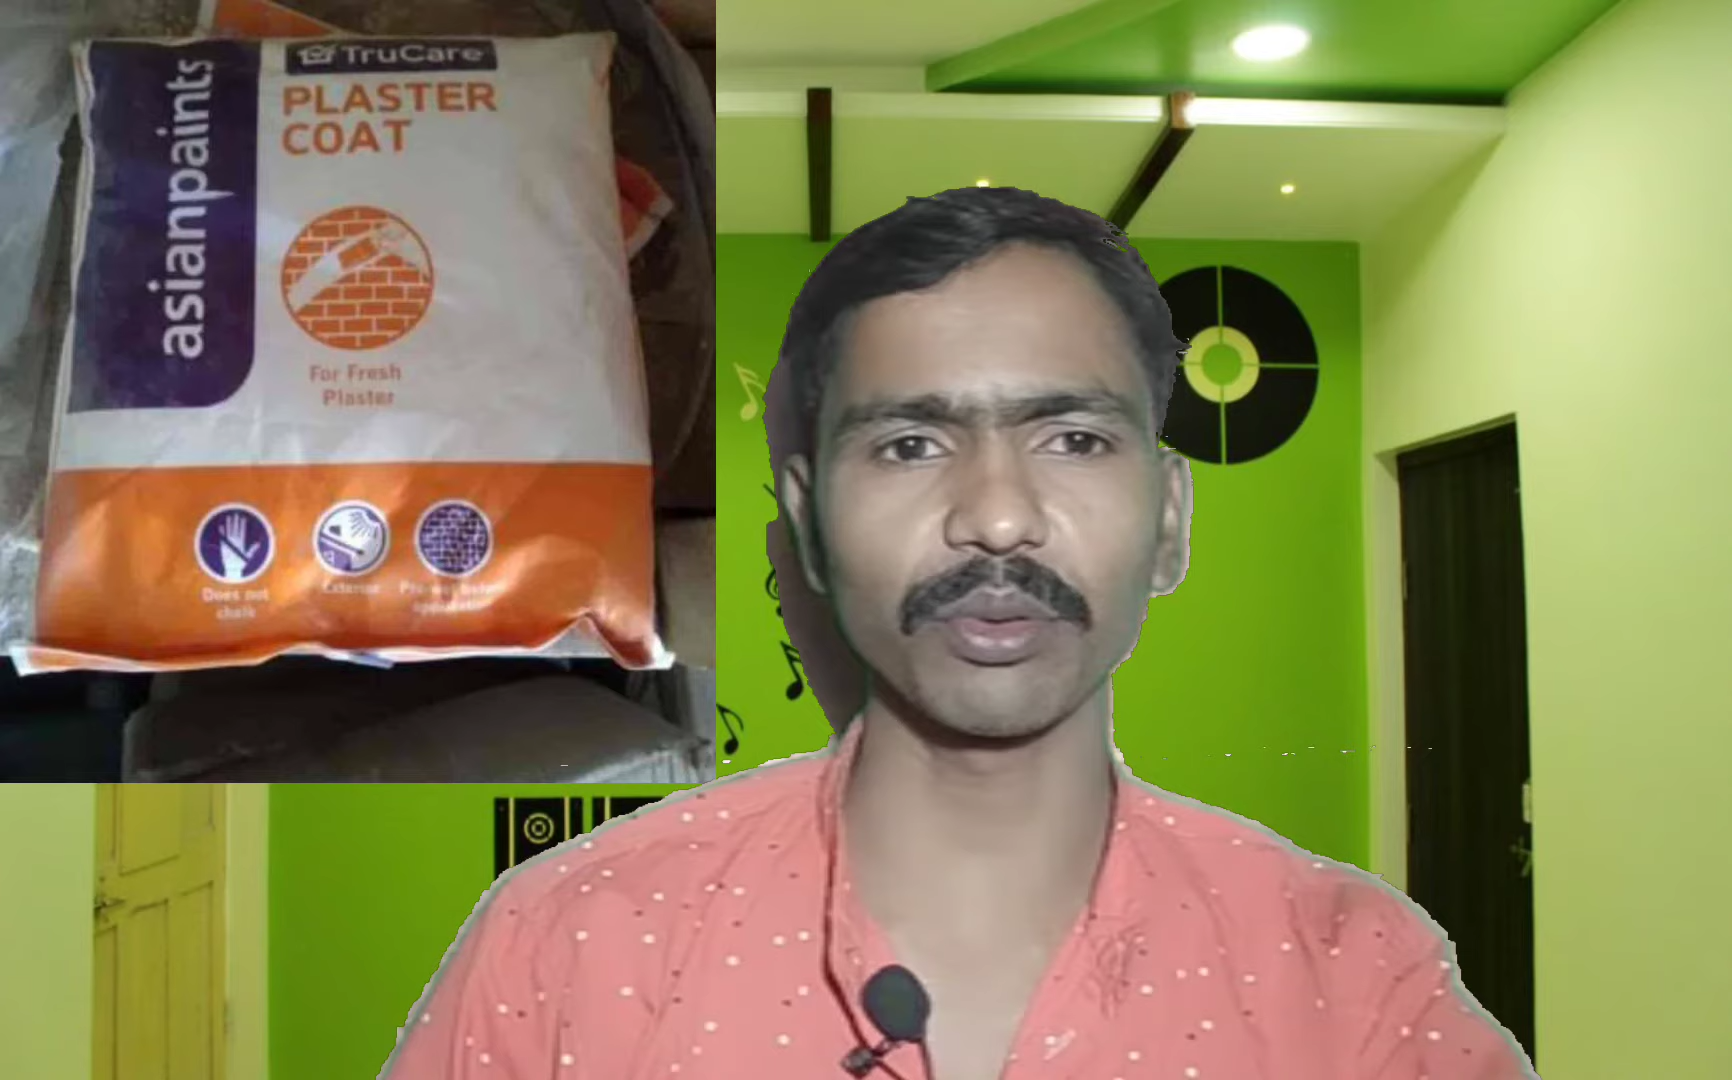 asianpaints
TruCare
PLASTER
COAT
For Fresh
Plaster
Does not
chalk
Exterior